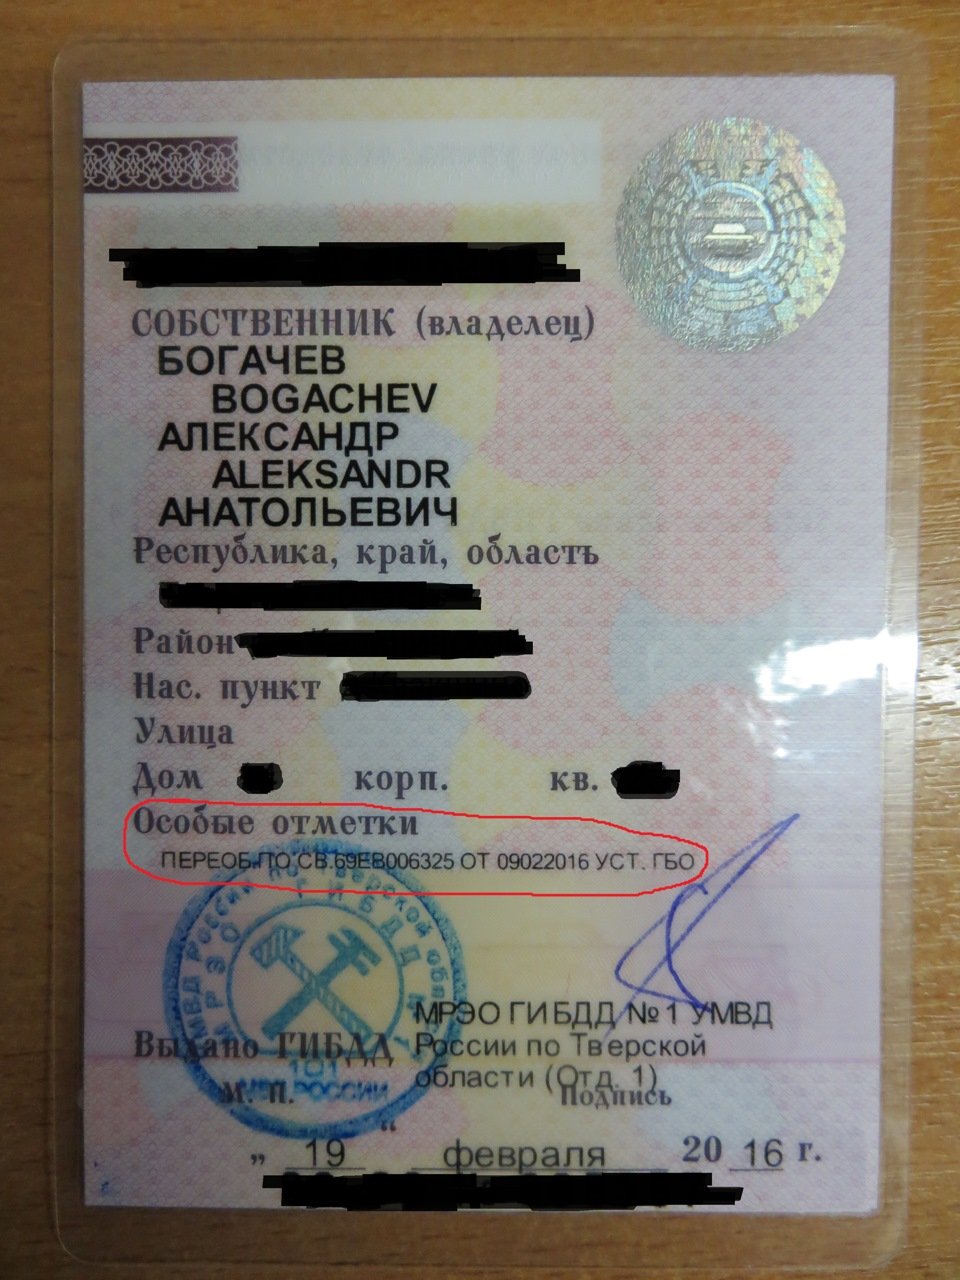 СОБСТВЕННИК (владелец)
БОГАЧЕВ
BOGACHEV
АЛЕКСАНДР
ALEKSANDR
АНАТОЛЬЕВИЧ
Республика, край, область
Район
Нас. пункт
Улица
Дом корп. кв.
Особые отметки
ПЕРЕОБ.ПО СВ.69ЕВ006325 ОТ 09022016 УСТ. ГБО
МРЭО ГИБДД №1 УМВД
Выдано ГИБДД России по Тверской
области (Отд. 1)
М. П. Подпись
„ 19 “ февраля 20 16 г.